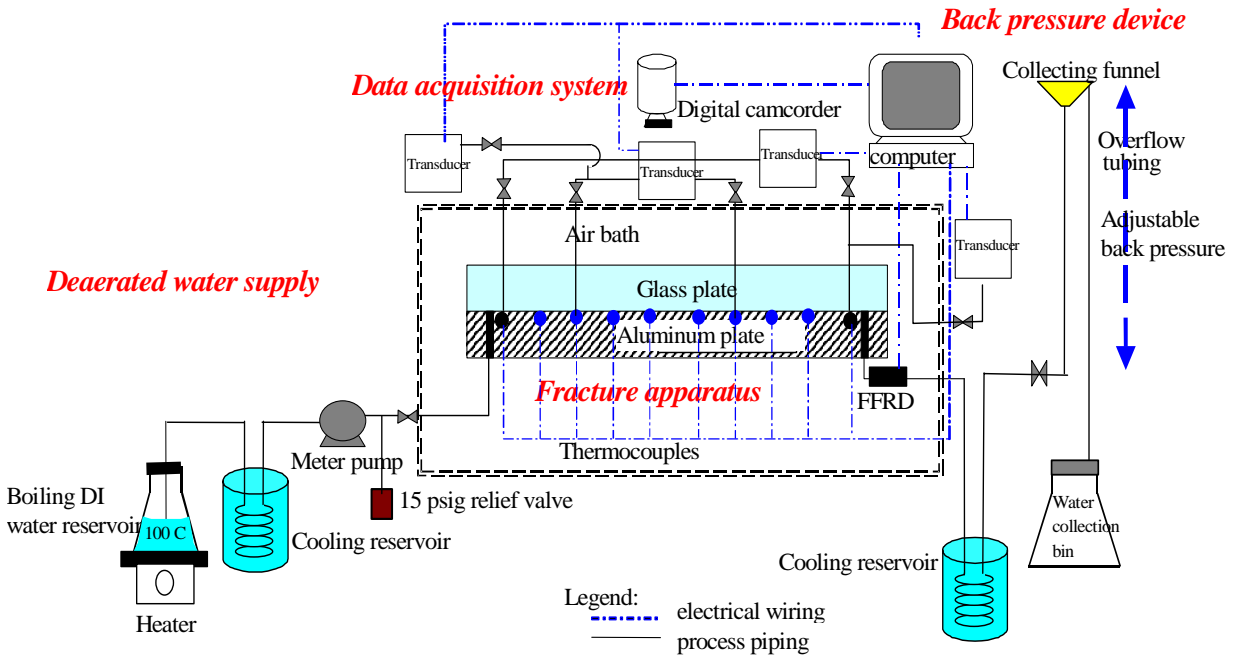 Back pressure device
Collecting funnel
Data acquisition system
Digital camcorder
Overflow
tubing
Transducer
Transducer
Transducer
computer
Air bath
Adjustable
back pressure
Transducer
Deaerated water supply
Glass plate
Aluminum plate
Fracture apparatus
FFRD
Thermocouples
Meter pump
Boiling DI
water reservoir
100 C
15 psig relief valve
Water
collection
bin
Cooling reservoir
Cooling reservoir
Heater
Legend:
electrical wiring
process piping